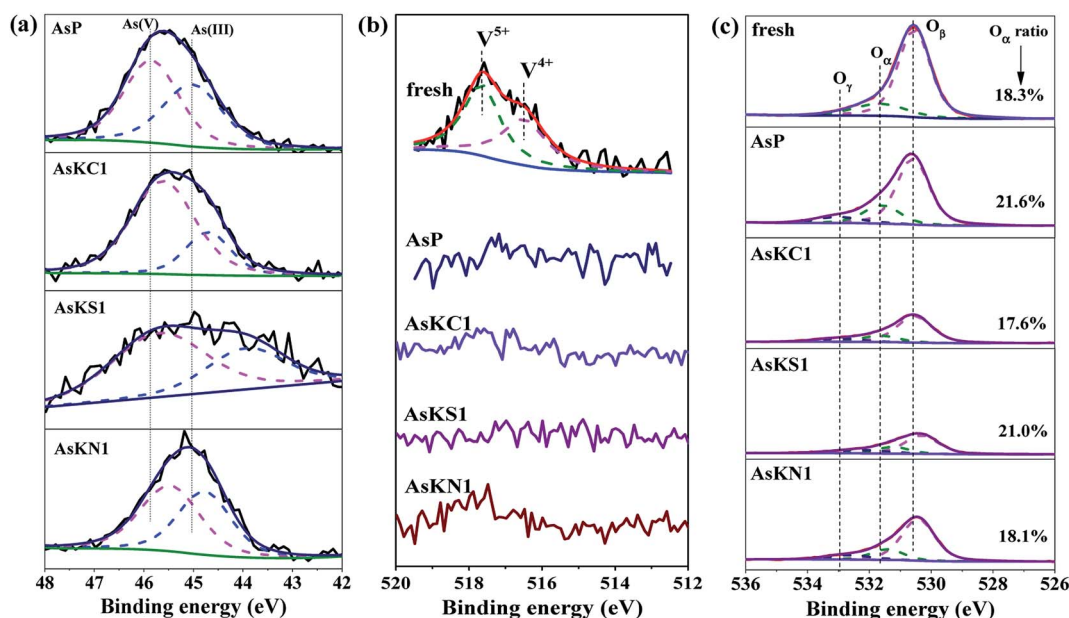 (a)
AsP
As(V)
As(III)
AsKC1
AsKS1
AsKN1
48 47 46 45 44 43 42
Binding energy (eV)
(b)
V⁵⁺
V⁴⁺
fresh
AsP
AsKC1
AsKS1
AsKN1
520 518 516 514 512
Binding energy (eV)
(c)
fresh
Oγ
Oα
Oβ
Oα ratio
18.3%
AsP
21.6%
AsKC1
17.6%
AsKS1
21.0%
AsKN1
18.1%
536 534 532 530 528 526
Binding energy (eV)